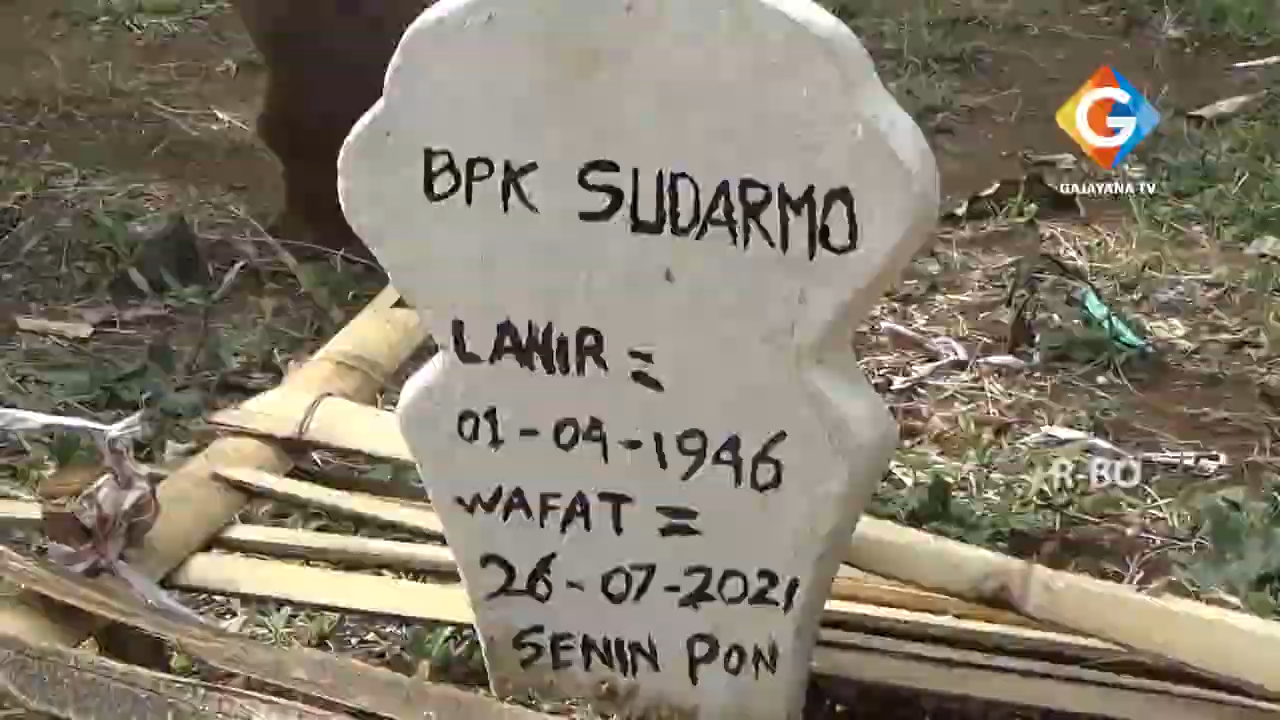 BPK SUDARMO
LAHIR =
01-04-1946
WAFAT =
26-07-2021
SENIN PON
G
GAJAYANA TV